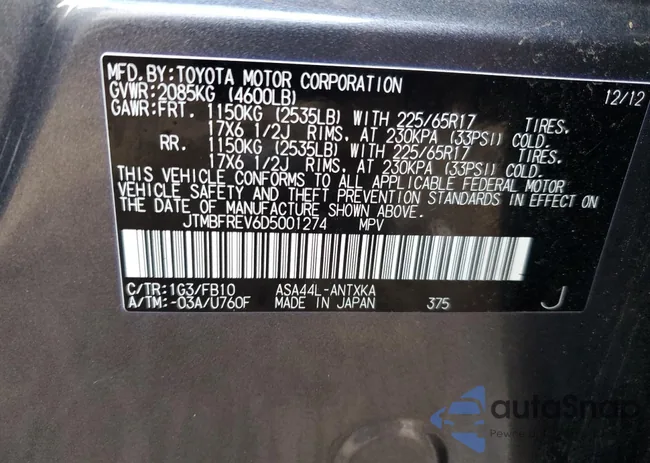 MFD.BY:TOYOTA MOTOR CORPORATION 12/12
GVWR:2085KG (4600LB)
GAWR:FRT. 1150KG (2535LB) WITH 225/65R17 TIRES.
17X6 1/2J RIMS. AT 230KPA (33PSI) COLD.
RR. 1150KG (2535LB) WITH 225/65R17 TIRES.
17X6 1/2J RIMS. AT 230KPA (33PSI) COLD.
THIS VEHICLE CONFORMS TO ALL APPLICABLE FEDERAL MOTOR
VEHICLE SAFETY AND THEFT PREVENTION STANDARDS IN EFFECT ON
THE DATE OF MANUFACTURE SHOWN ABOVE.
JTMBFREV6D5001274 MPV
C/TR:1G3/FB10 ASA44L-ANTXKA
A/TM:-03A/U760F MADE IN JAPAN 375 J
autoSnap